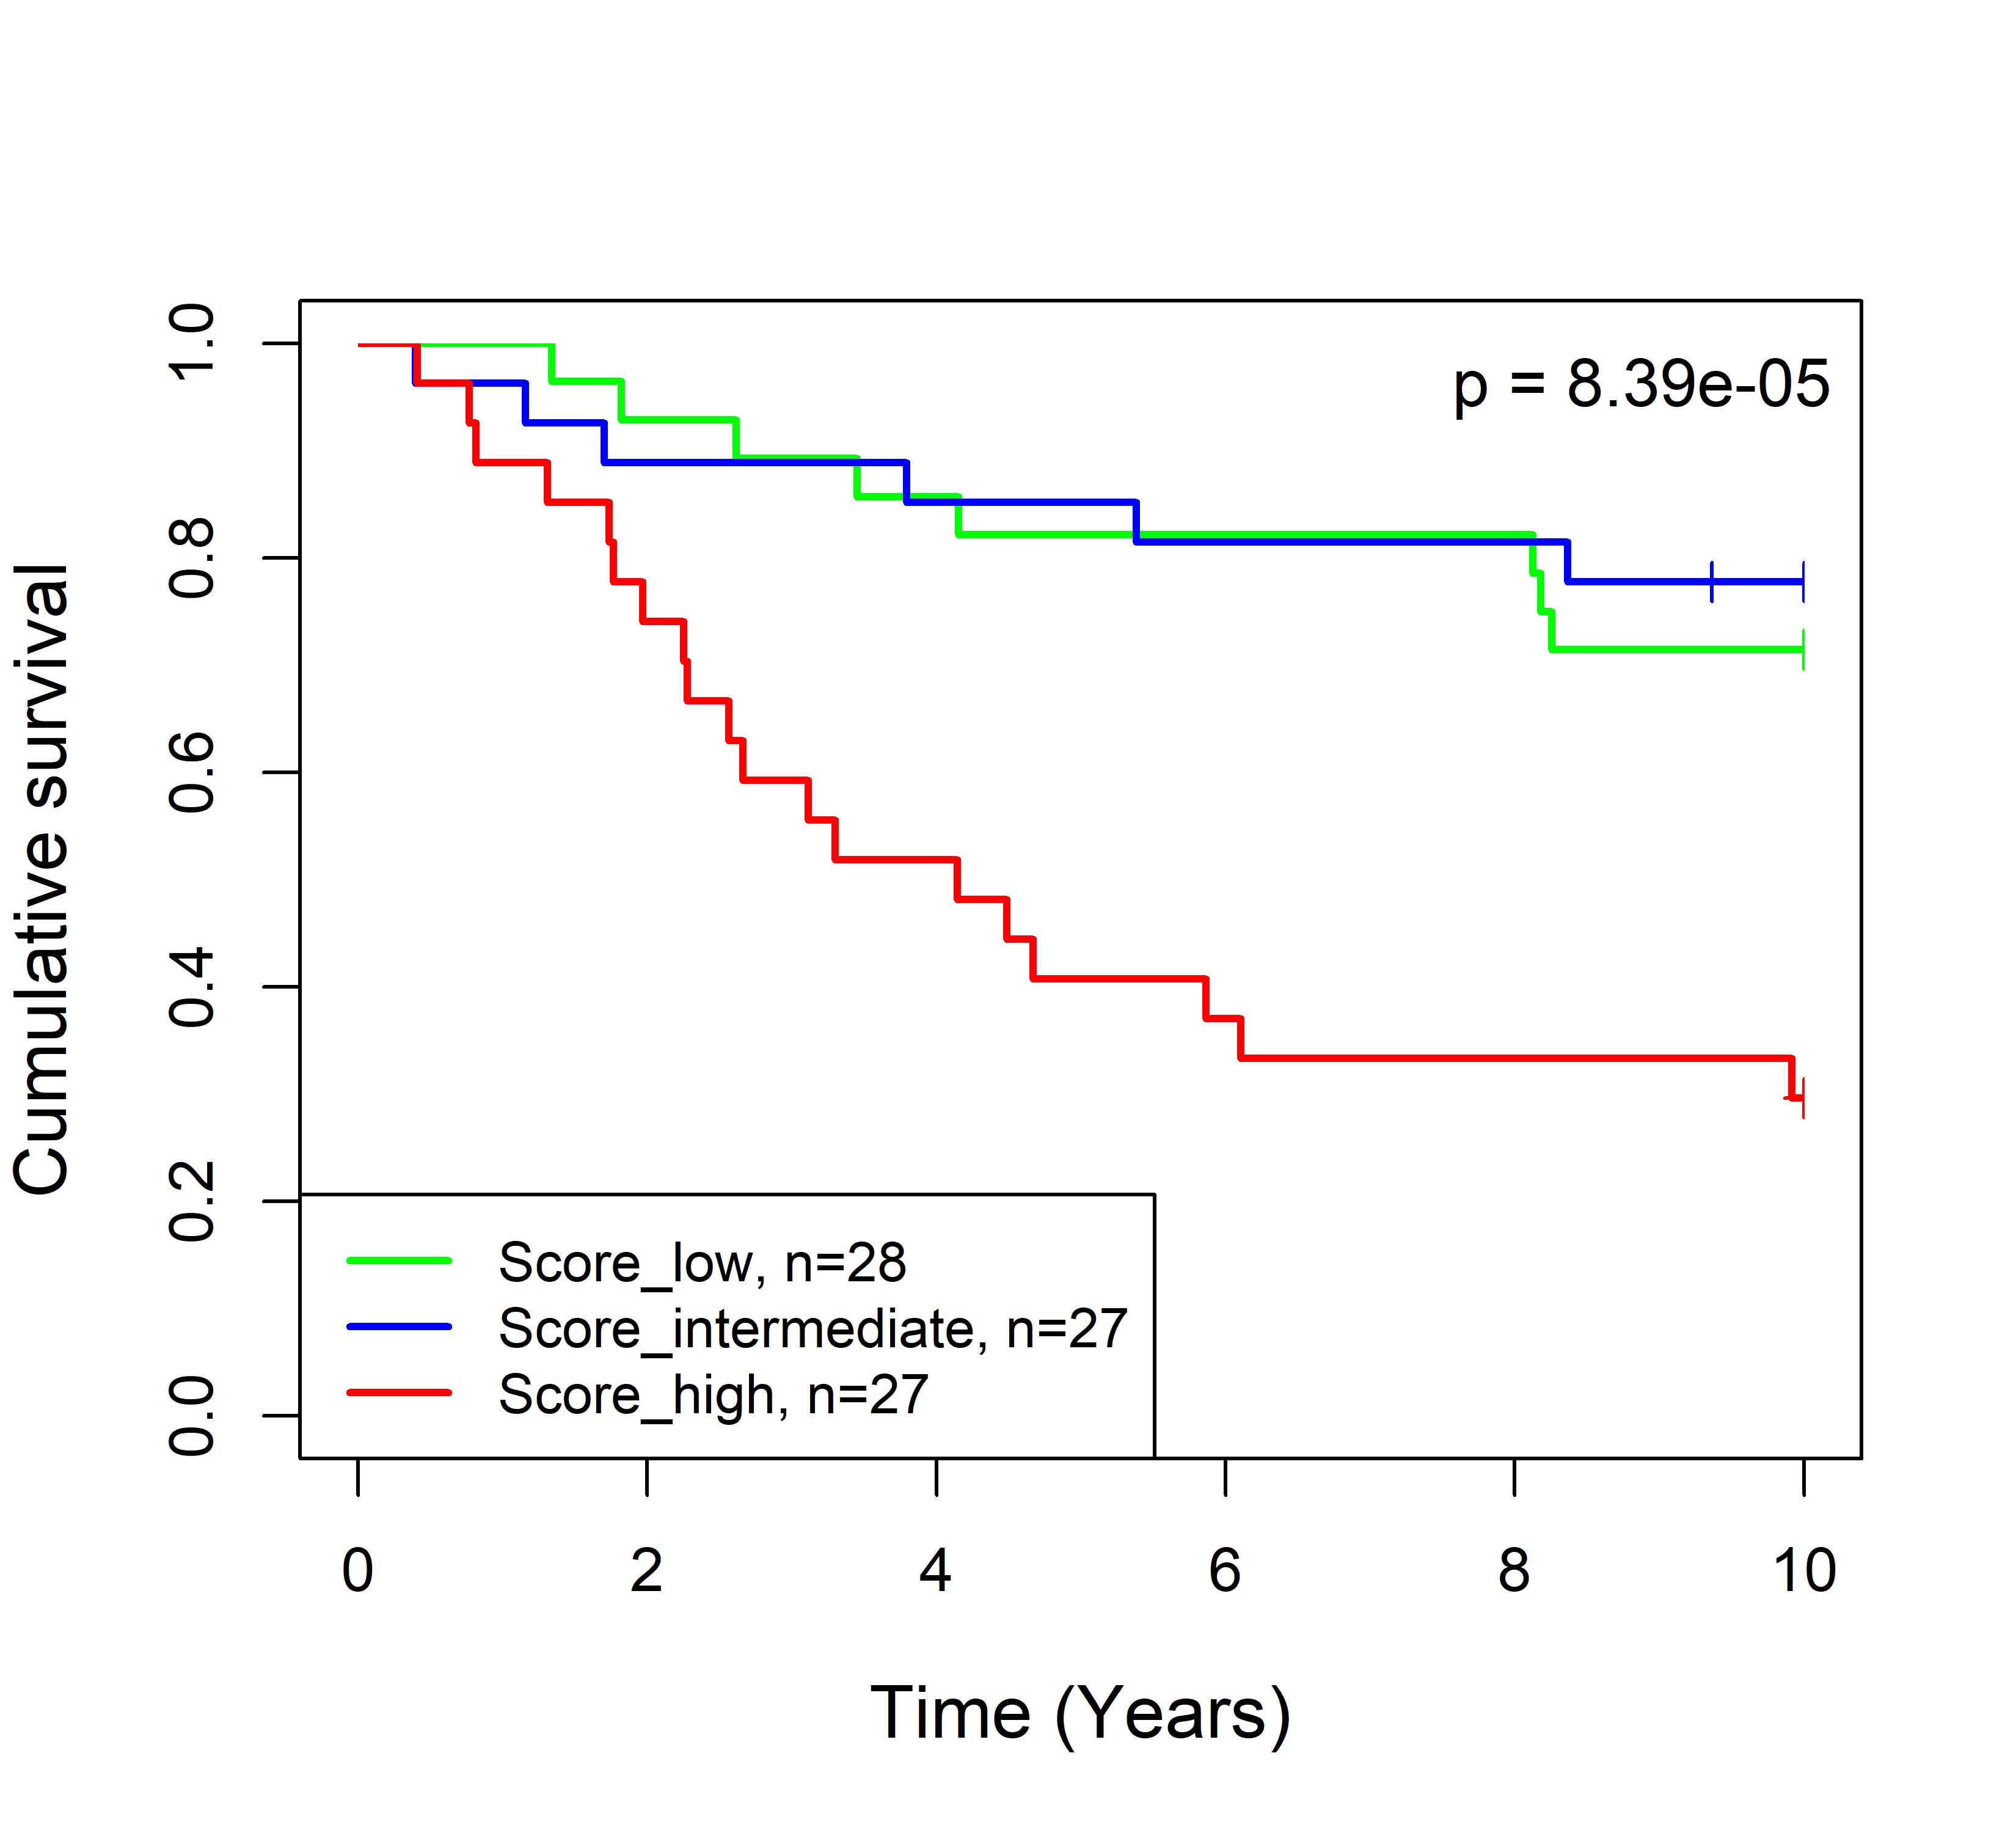 p = 8.39e-05
Cumulative survival
1.0
0.8
0.6
0.4
0.2
0.0
Score_low, n=28
Score_intermediate, n=27
Score_high, n=27
0 2 4 6 8 10
Time (Years)